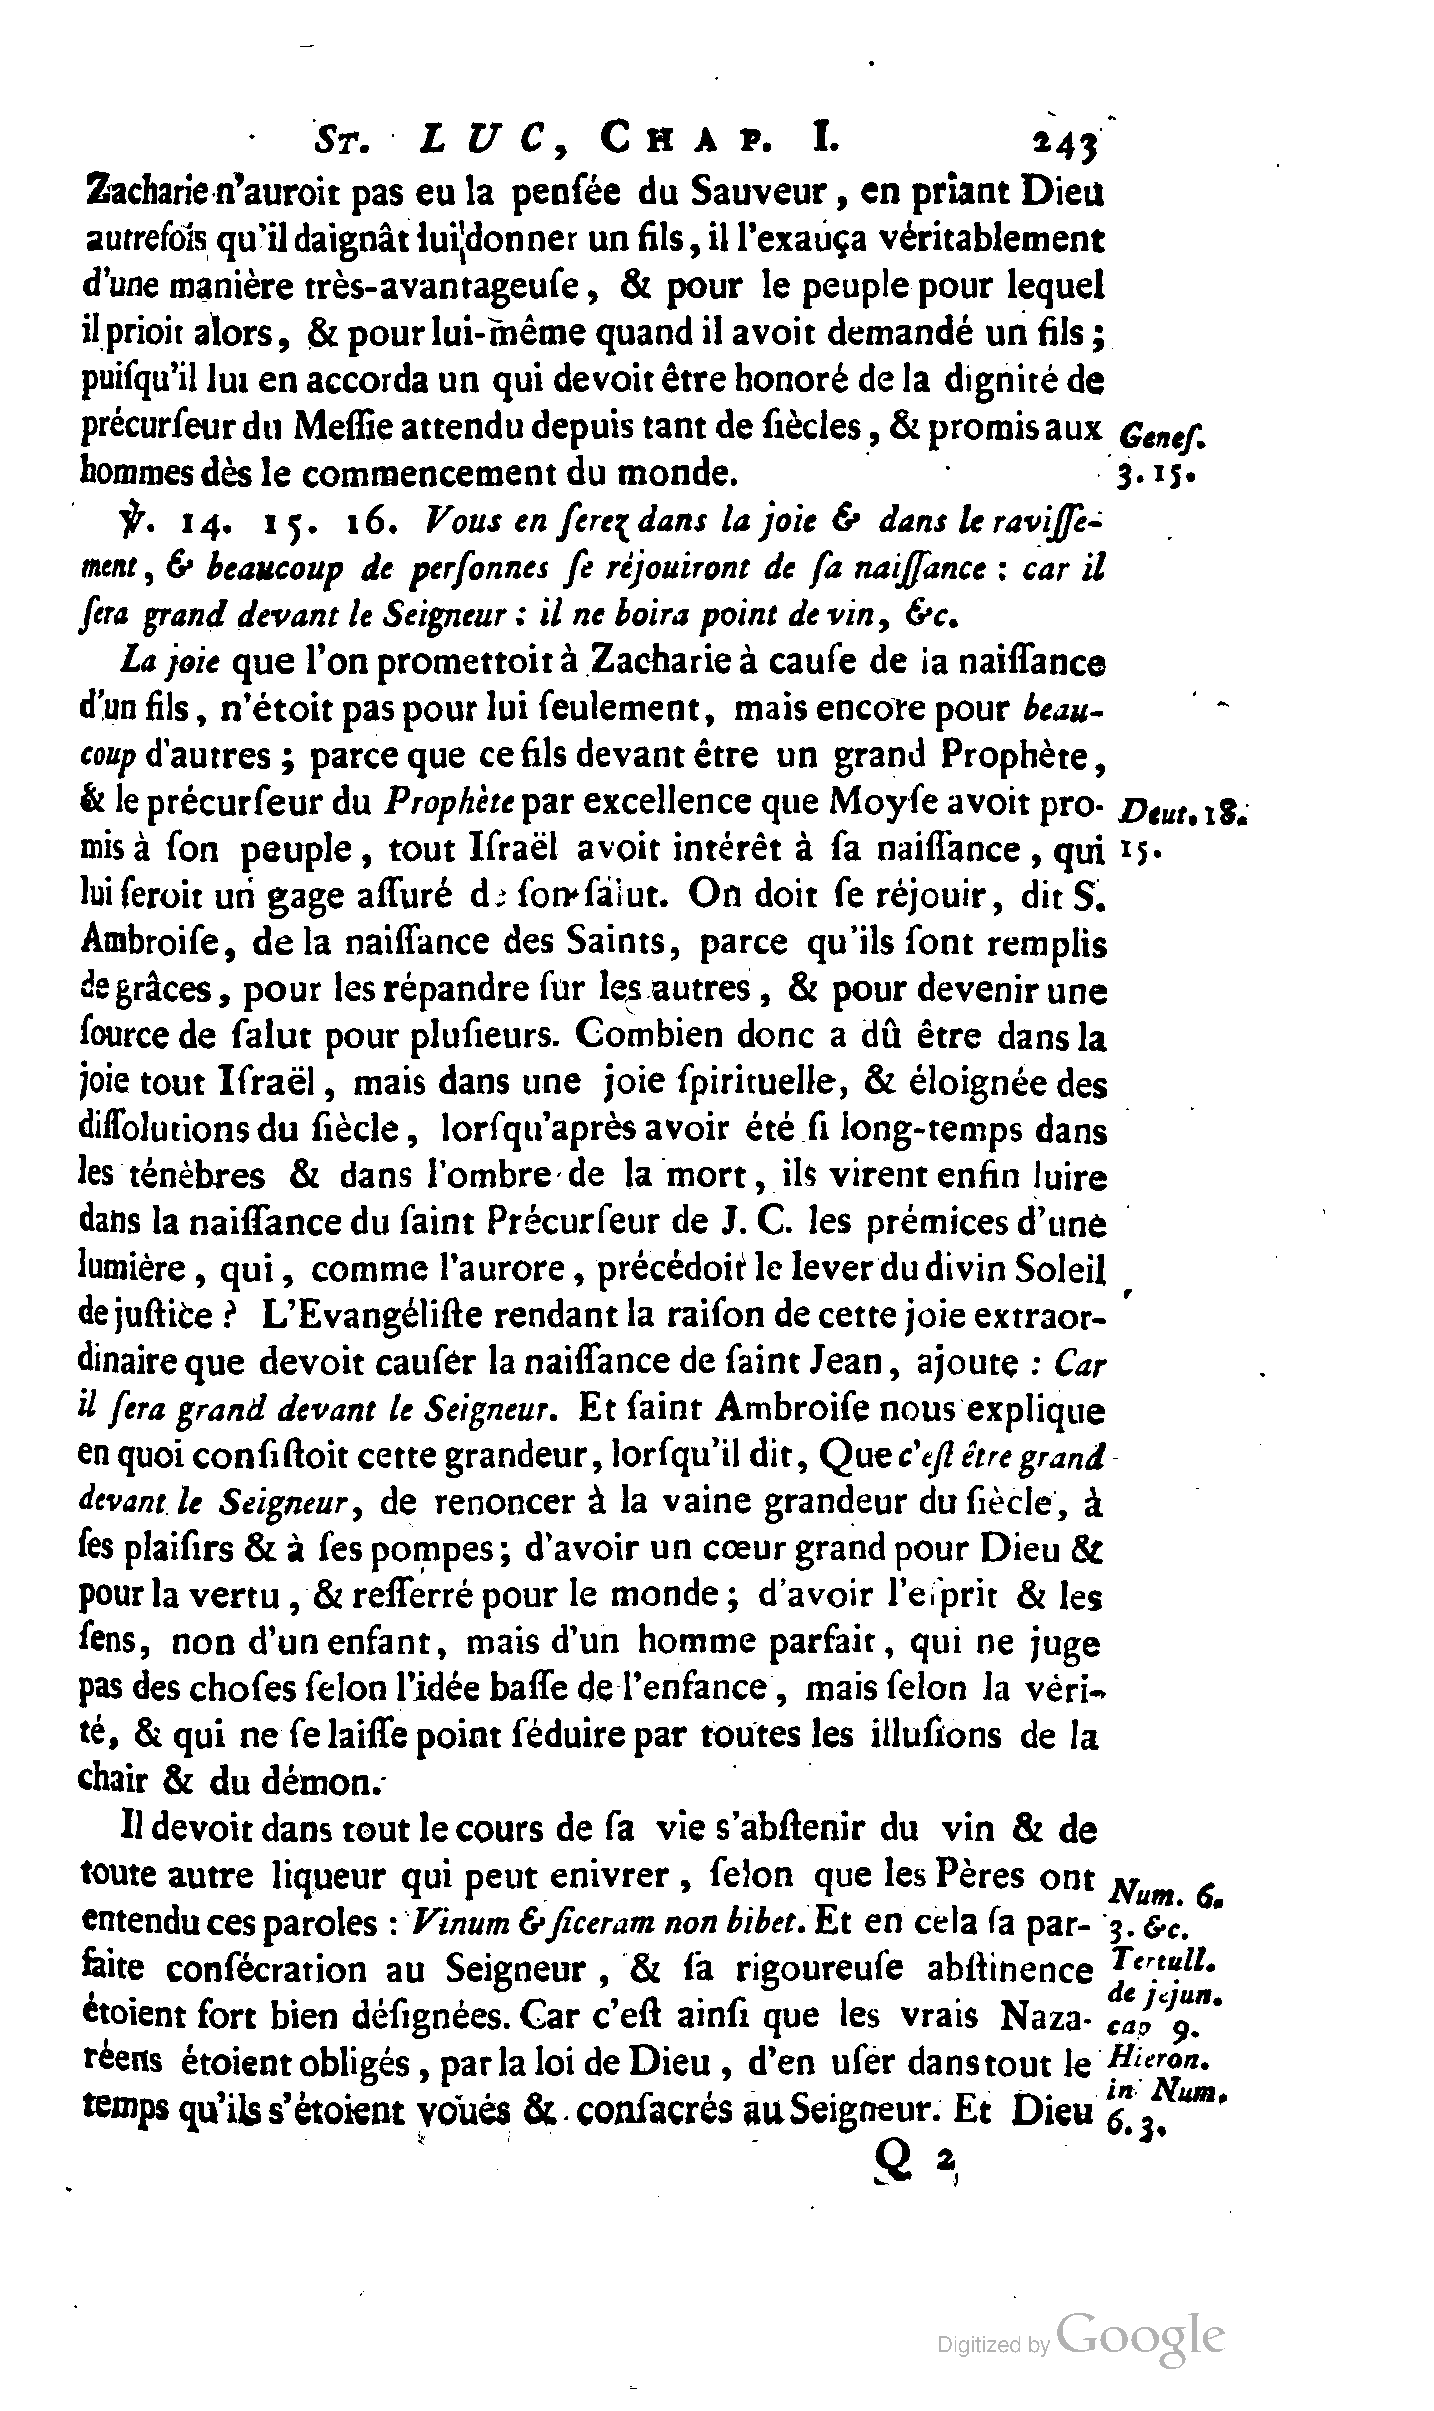 ST. LUC, CHAP. I. 243
Zacharie n'auroit pas eu la penſée du Sauveur, en priant Dieu
autrefois qu'il daignât lui donner un fils, il l'exauça véritablement
d'une manière très-avantageuſe, & pour le peuple pour lequel
il prioit alors, & pour lui-même quand il avoit demandé un fils;
puiſqu'il lui en accorda un qui devoit être honoré de la dignité de
précurſeur du Meſſie attendu depuis tant de ſiècles, & promis aux
Geneſ.
hommes dès le commencement du monde.
3. 15.
℣. 14. 15. 16. Vous en ſerez dans la joie & dans le raviſſe-
ment, & beaucoup de perſonnes ſe réjouiront de ſa naiſſance : car il
ſera grand devant le Seigneur : il ne boira point de vin, &c.
La joie que l'on promettoit à Zacharie à cauſe de la naiſſance
d'un fils, n'étoit pas pour lui ſeulement, mais encore pour beau-
coup d'autres; parce que ce fils devant être un grand Prophète,
& le précurſeur du Prophète par excellence que Moyſe avoit pro-
Deut. 18.
mis à ſon peuple, tout Iſraël avoit intérêt à ſa naiſſance, qui
15.
lui ſeroit un gage aſſuré de ſon ſalut. On doit ſe réjouir, dit S.
Ambroiſe, de la naiſſance des Saints, parce qu'ils ſont remplis
de grâces, pour les répandre ſur les autres, & pour devenir une
ſource de ſalut pour pluſieurs. Combien donc a dû être dans la
joie tout Iſraël, mais dans une joie ſpirituelle, & éloignée des
diſſolutions du ſiècle, lorſqu'après avoir été ſi long-temps dans
les ténèbres & dans l'ombre de la mort, ils virent enfin luire
dans la naiſſance du ſaint Précurſeur de J. C. les prémices d'une
lumière, qui, comme l'aurore, précédoit le lever du divin Soleil
de juſtice ? L'Evangéliſte rendant la raiſon de cette joie extraor-
dinaire que devoit cauſer la naiſſance de ſaint Jean, ajoute : Car
il ſera grand devant le Seigneur. Et ſaint Ambroiſe nous explique
en quoi conſiſtoit cette grandeur, lorſqu'il dit, Que c'eſt être grand
devant le Seigneur, de renoncer à la vaine grandeur du ſiècle, à
ſes plaiſirs & à ſes pompes; d'avoir un cœur grand pour Dieu &
pour la vertu, & reſſerré pour le monde; d'avoir l'eſprit & les
ſens, non d'un enfant, mais d'un homme parfait, qui ne juge
pas des choſes ſelon l'idée baſſe de l'enfance, mais ſelon la véri-
té, & qui ne ſe laiſſe point ſéduire par toutes les illuſions de la
chair & du démon.
Il devoit dans tout le cours de ſa vie s'abſtenir du vin & de
toute autre liqueur qui peut enivrer, ſelon que les Pères ont
entendu ces paroles : Vinum & ſiceram non bibet. Et en cela ſa par-
faite conſécration au Seigneur, & ſa rigoureuſe abſtinence
étoient fort bien déſignées. Car c'eſt ainſi que les vrais Naza-
réens étoient obligés, par la loi de Dieu, d'en uſer dans tout le
temps qu'ils s'étoient voués & conſacrés au Seigneur. Et Dieu
Num. 6.
3. &c.
Tertull.
de jejun.
cap 9.
Hieron.
in Num.
6. 3.
Q 2
Digitized by Google